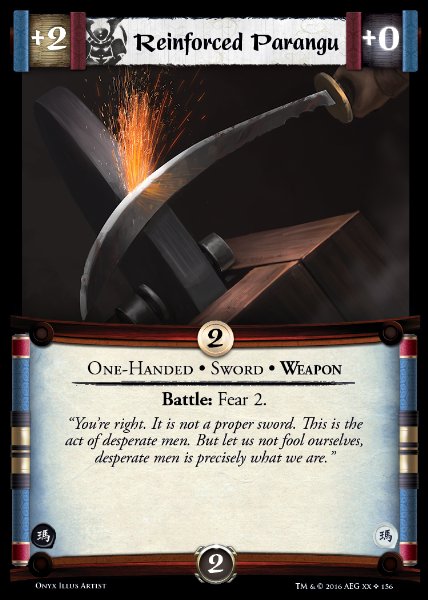 +2 Reinforced Parangu +0
2
One-Handed • Sword • Weapon
Battle: Fear 2.
“You’re right. It is not a proper sword. This is the
act of desperate men. But let us not fool ourselves,
desperate men is precisely what we are.”
瑪 瑪
2
Onyx Illus Artist TM & © 2016 AEG XX ❖ 156